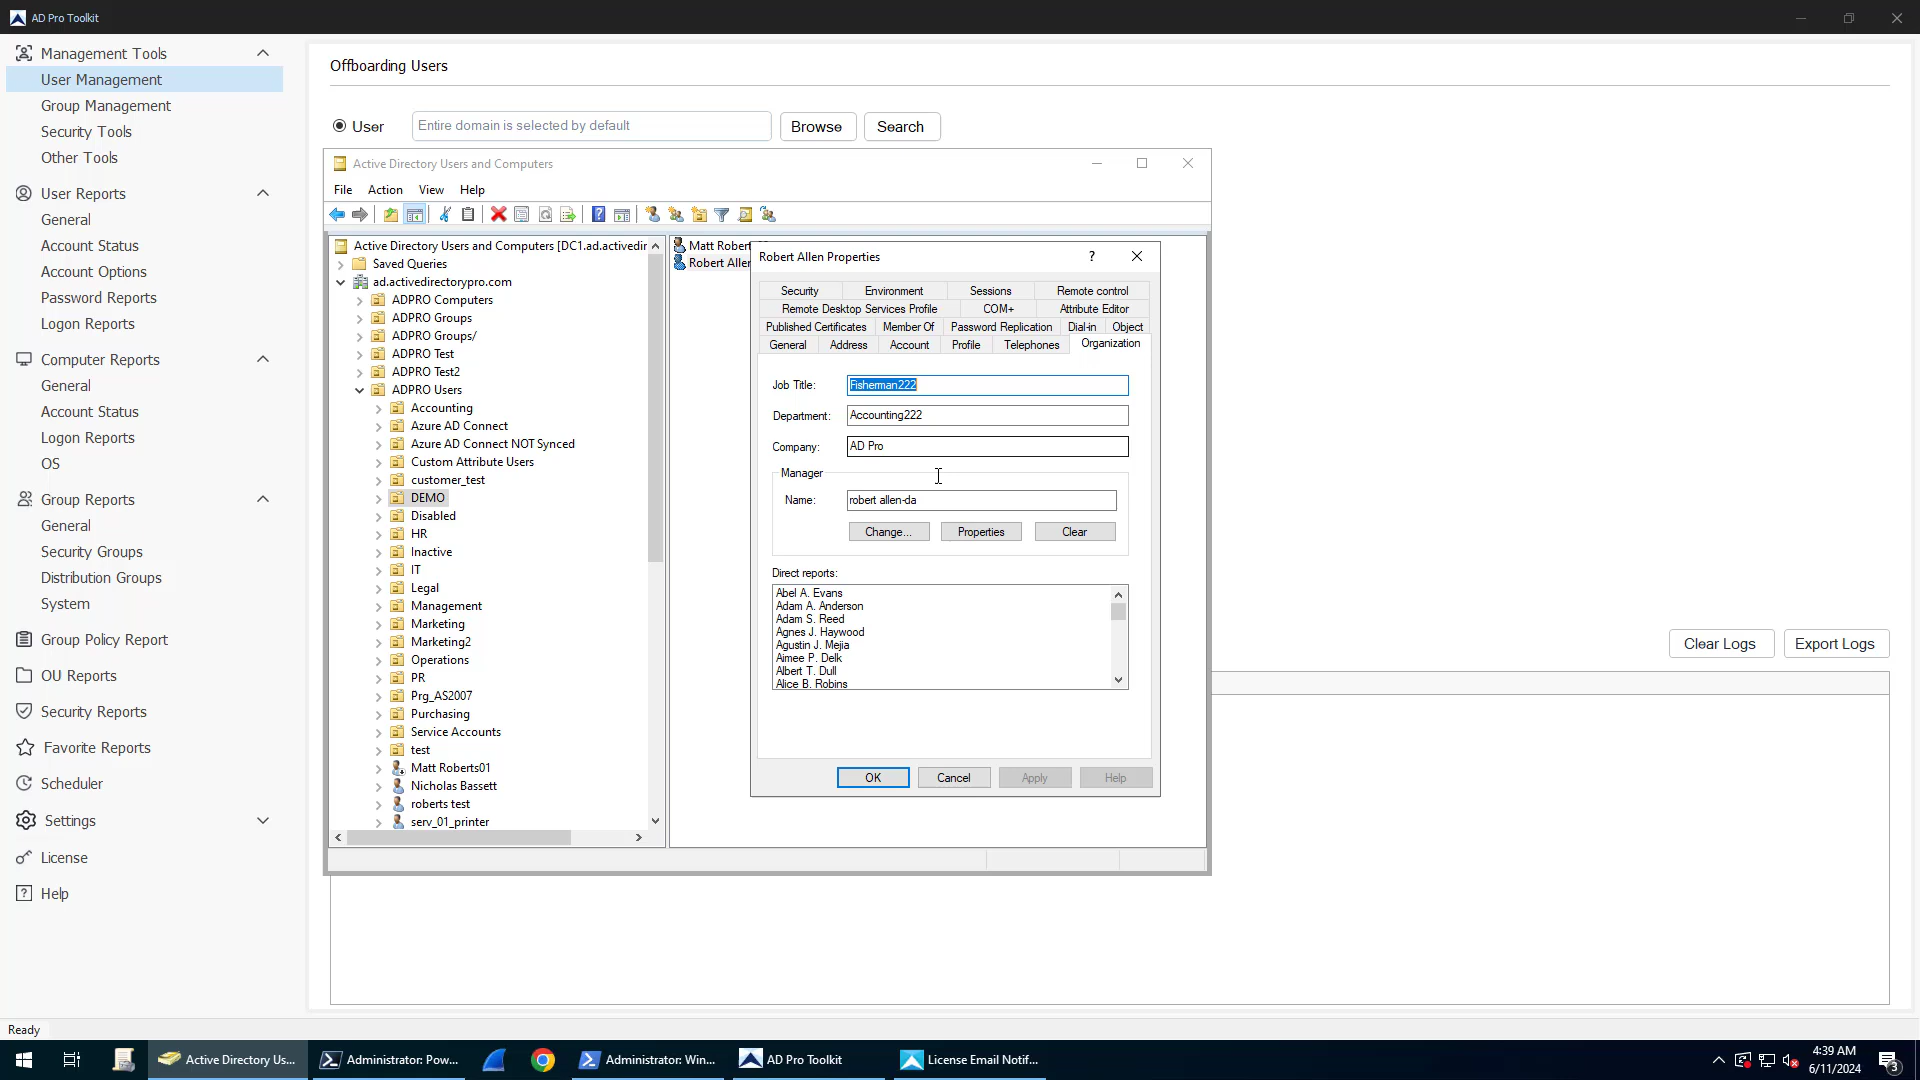 AD Pro Toolkit
Management Tools
User Management
Group Management
Security Tools
Other Tools
User Reports
General
Account Status
Account Options
Password Reports
Logon Reports
Computer Reports
General
Account Status
Logon Reports
OS
Group Reports
General
Security Groups
Distribution Groups
System
Group Policy Report
OU Reports
Security Reports
Favorite Reports
Scheduler
Settings
License
Help
Ready
Offboarding Users
User
Entire domain is selected by default
Browse
Search
Clear Logs
Export Logs
Active Directory Users and Computers
File
Action
View
Help
Active Directory Users and Computers [DC1.ad.activedir
Saved Queries
ad.activedirectorypro.com
ADPRO Computers
ADPRO Groups
ADPRO Groups/
ADPRO Test
ADPRO Test2
ADPRO Users
Accounting
Azure AD Connect
Azure AD Connect NOT Synced
Custom Attribute Users
customer_test
DEMO
Disabled
HR
Inactive
IT
Legal
Management
Marketing
Marketing2
Operations
PR
Prg_AS2007
Purchasing
Service Accounts
test
Matt Roberts01
Nicholas Bassett
roberts test
serv_01_printer
Matt Robert
Robert Aller
Robert Allen Properties
?
Security
Environment
Sessions
Remote control
Remote Desktop Services Profile
COM+
Attribute Editor
Published Certificates
Member Of
Password Replication
Dial-in
Object
General
Address
Account
Profile
Telephones
Organization
Job Title:
Fisherman222
Department:
Accounting222
Company:
AD Pro
Manager
Name:
robert allen-da
Change...
Properties
Clear
Direct reports:
Abel A. Evans
Adam A. Anderson
Adam S. Reed
Agnes J. Haywood
Agustin J. Mejia
Aimee P. Delk
Albert T. Dull
Alice B. Robins
OK
Cancel
Apply
Help
Active Directory Us...
Administrator: Pow...
Administrator: Win...
AD Pro Toolkit
License Email Notif...
4:39 AM
6/11/2024
3